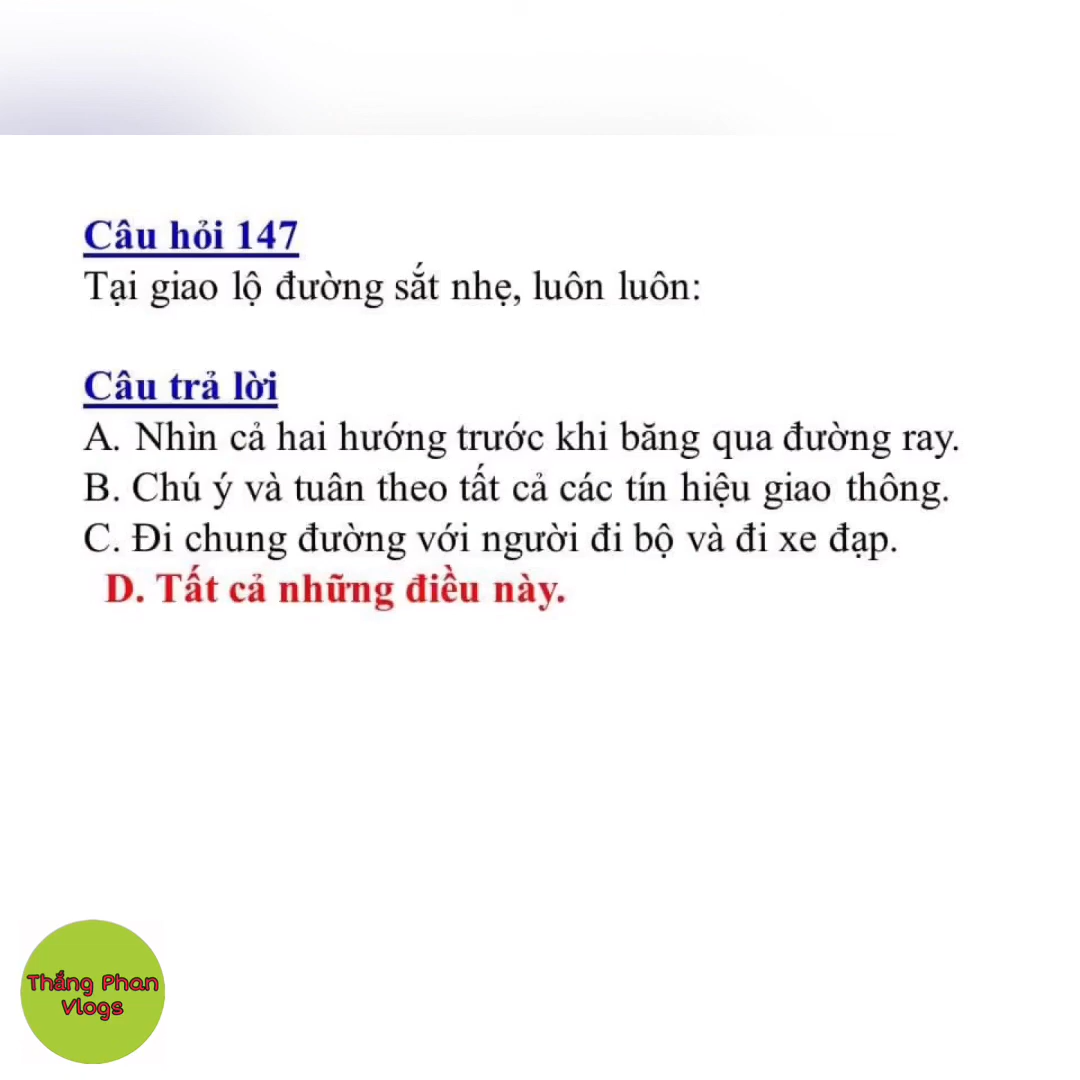 Câu hỏi 147
Tại giao lộ đường sắt nhẹ, luôn luôn:
Câu trả lời
A. Nhìn cả hai hướng trước khi băng qua đường ray.
B. Chú ý và tuân theo tất cả các tín hiệu giao thông.
C. Đi chung đường với người đi bộ và đi xe đạp.
D. Tất cả những điều này.
Thắng Phan
Vlogs